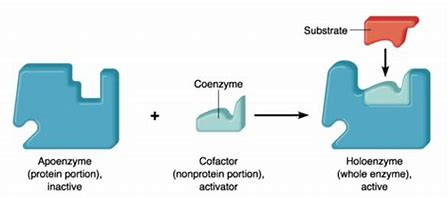 Substrate
Coenzyme
+
Apoenzyme
(protein portion),
inactive
Cofactor
(nonprotein portion),
activator
Holoenzyme
(whole enzyme),
active